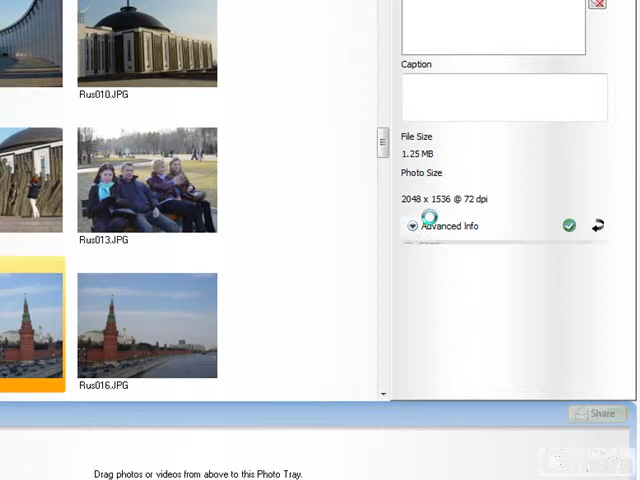 Rus010.JPG
Rus013.JPG
Rus016.JPG
Caption
File Size
1.25 MB
Photo Size
2048 x 1536 @ 72 dpi
Advanced Info
Share
Drag photos or videos from above to this Photo Tray.